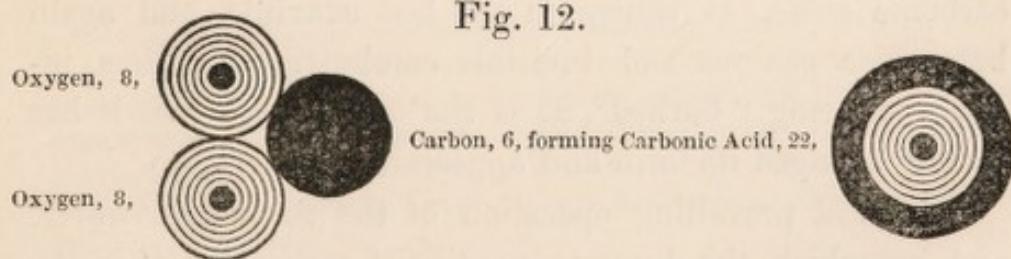 Fig. 12.
Oxygen, 8,
Carbon, 6, forming Carbonic Acid, 22,
Oxygen, 8,